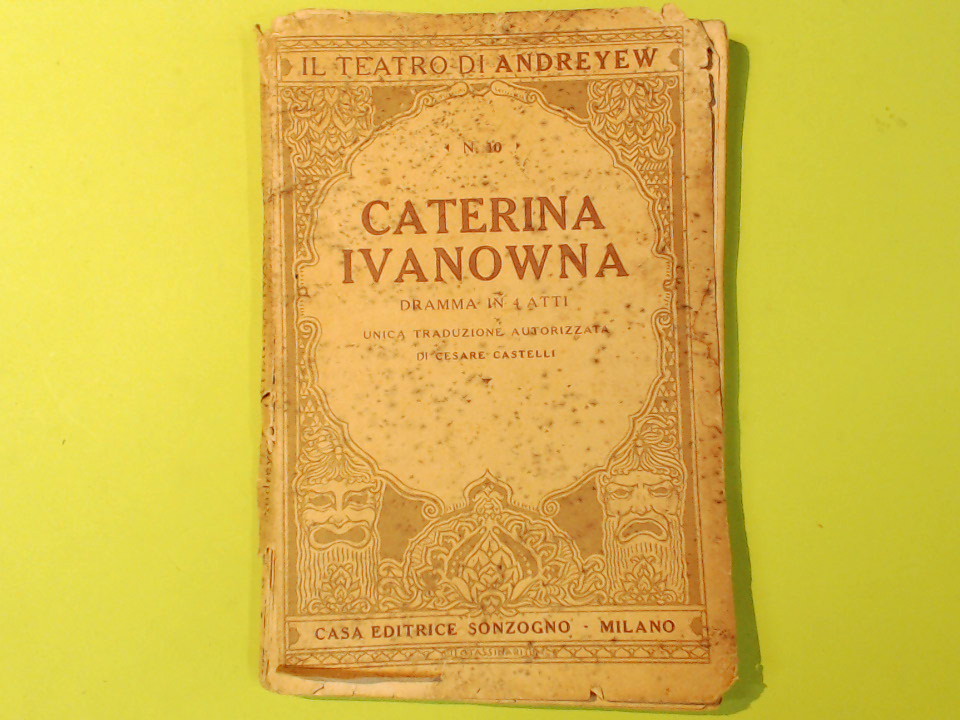 IL TEATRO DI ANDREYEW
N. 10
CATERINA
IVANOWNA
DRAMMA IN 4 ATTI
UNICA TRADUZIONE AUTORIZZATA
DI CESARE CASTELLI
CASA EDITRICE SONZOGNO - MILANO